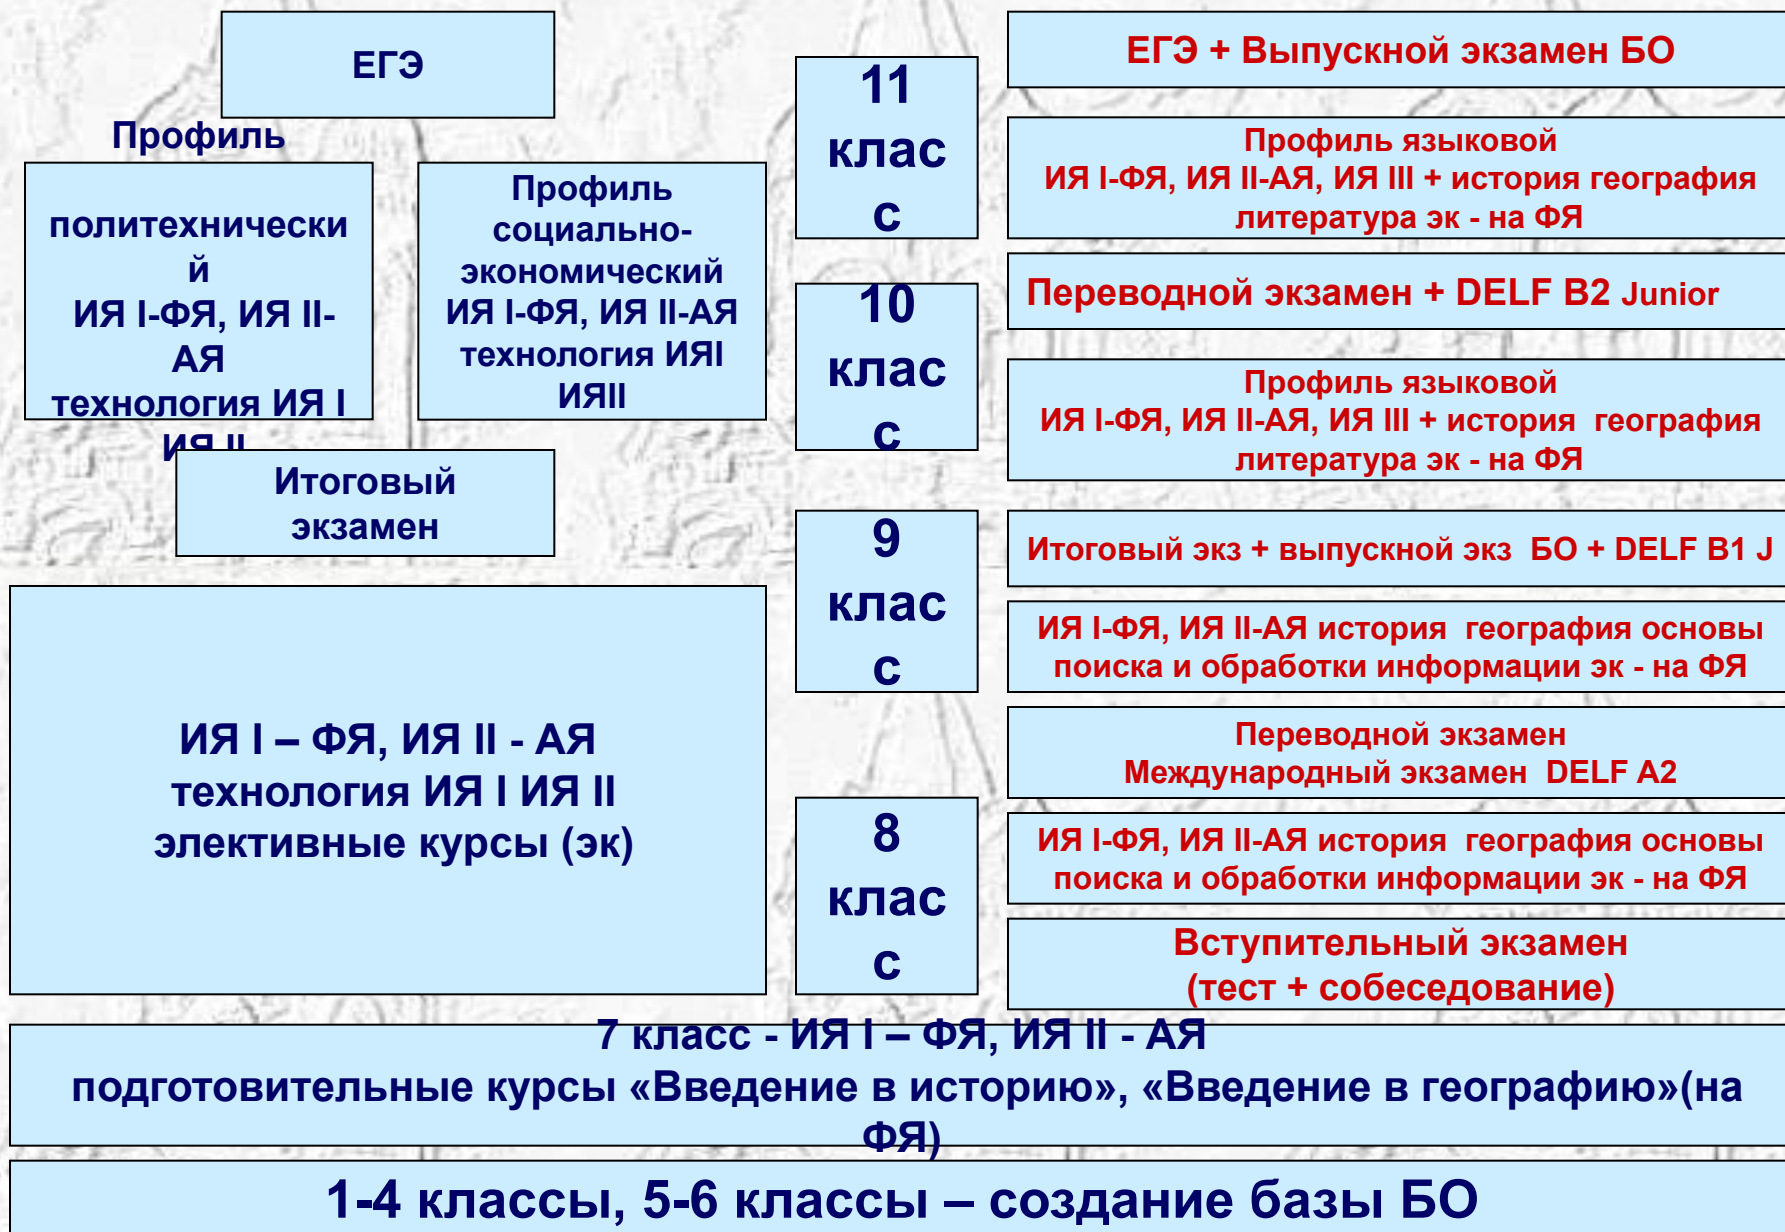 ЕГЭ
Профиль
политехнически
й
ИЯ I-ФЯ, ИЯ II-
АЯ
технология ИЯ I
ИЯ II
Профиль
социально-
экономический
ИЯ I-ФЯ, ИЯ II-АЯ
технология ИЯI
ИЯII
Итоговый
экзамен
ИЯ I – ФЯ, ИЯ II - АЯ
технология ИЯ I ИЯ II
элективные курсы (эк)
11
клас
с
10
клас
с
9
клас
с
8
клас
с
ЕГЭ + Выпускной экзамен БО
Профиль языковой
ИЯ I-ФЯ, ИЯ II-АЯ, ИЯ III + история география
литература эк - на ФЯ
Переводной экзамен + DELF B2 Junior
Профиль языковой
ИЯ I-ФЯ, ИЯ II-АЯ, ИЯ III + история география
литература эк - на ФЯ
Итоговый экз + выпускной экз БО + DELF B1 J
ИЯ I-ФЯ, ИЯ II-АЯ история география основы
поиска и обработки информации эк - на ФЯ
Переводной экзамен
Международный экзамен DELF A2
ИЯ I-ФЯ, ИЯ II-АЯ история география основы
поиска и обработки информации эк - на ФЯ
Вступительный экзамен
(тест + собеседование)
7 класс - ИЯ I – ФЯ, ИЯ II - АЯ
подготовительные курсы «Введение в историю», «Введение в географию»(на
ФЯ)
1-4 классы, 5-6 классы – создание базы БО